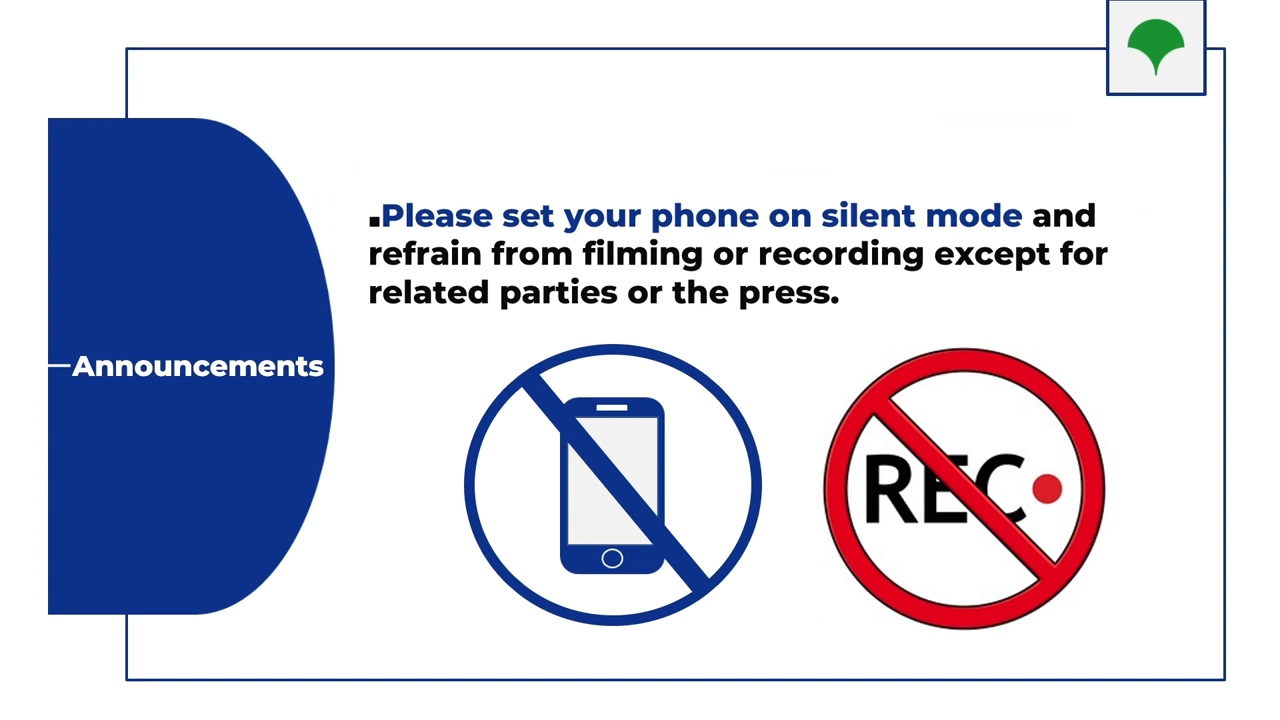 —Announcements
▪Please set your phone on silent mode and
refrain from filming or recording except for
related parties or the press.
REC